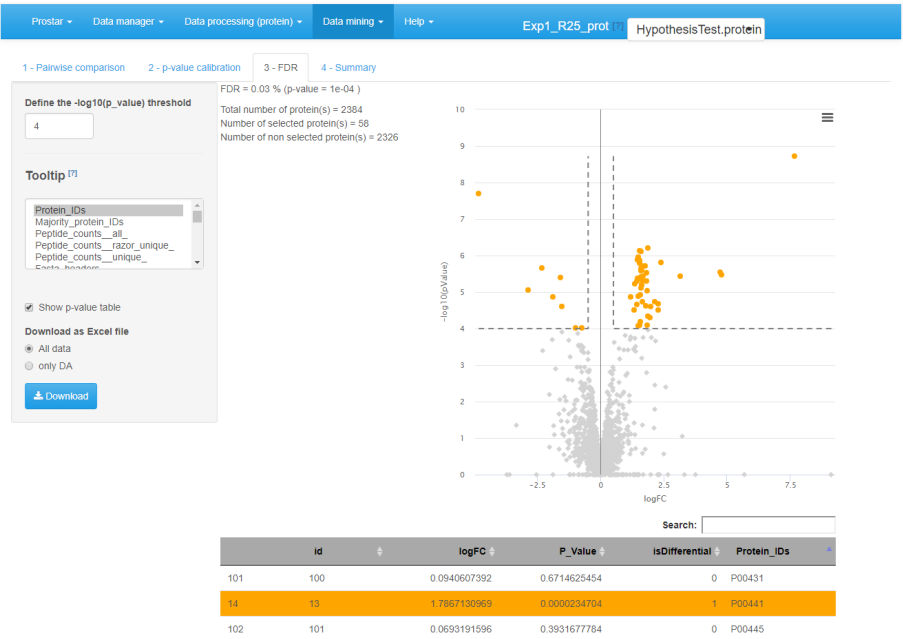 Prostar Data manager Data processing (protein) Data mining Help Exp1_R25_prot [?] HypothesisTest.protein
1 - Pairwise comparison 2 - p-value calibration 3 - FDR 4 - Summary
Define the -log10(p_value) threshold
4
Tooltip [?]
Protein_IDs
Majority_protein_IDs
Peptide_counts__all_
Peptide_counts__razor_unique_
Peptide_counts__unique_
Fasta_headers
Show p-value table
Download as Excel file
All data
only DA
Download
FDR = 0.03 % (p-value = 1e-04 )
Total number of protein(s) = 2384
Number of selected protein(s) = 58
Number of non selected protein(s) = 2326
10
9
8
7
6
5
4
3
2
1
0
-log10(pValue)
-2.5 0 2.5 5 7.5
logFC
Search:
id logFC P_Value isDifferential Protein_IDs
101 100 0.0940607392 0.6714625454 0 P00431
14 13 1.7867130969 0.0000234704 1 P00441
102 101 0.0693191596 0.3931677784 0 P00445